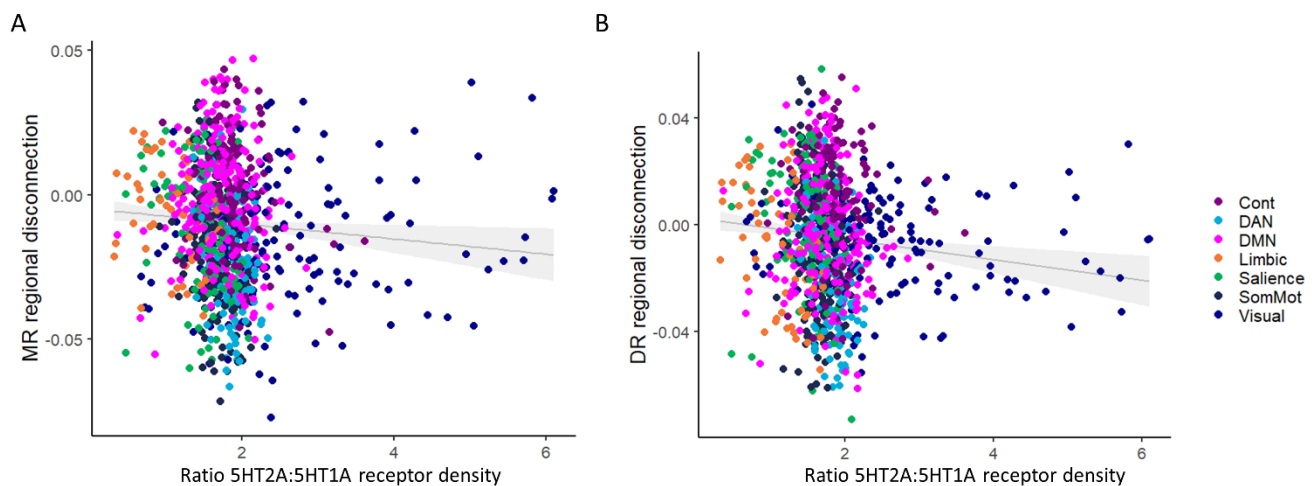 A
MR regional disconnection
0.05
0.00
-0.05
2
4
6
Ratio 5HT2A:5HT1A receptor density
B
DR regional disconnection
0.04
0.00
-0.04
2
4
6
Ratio 5HT2A:5HT1A receptor density
Cont
DAN
DMN
Limbic
Salience
SomMot
Visual